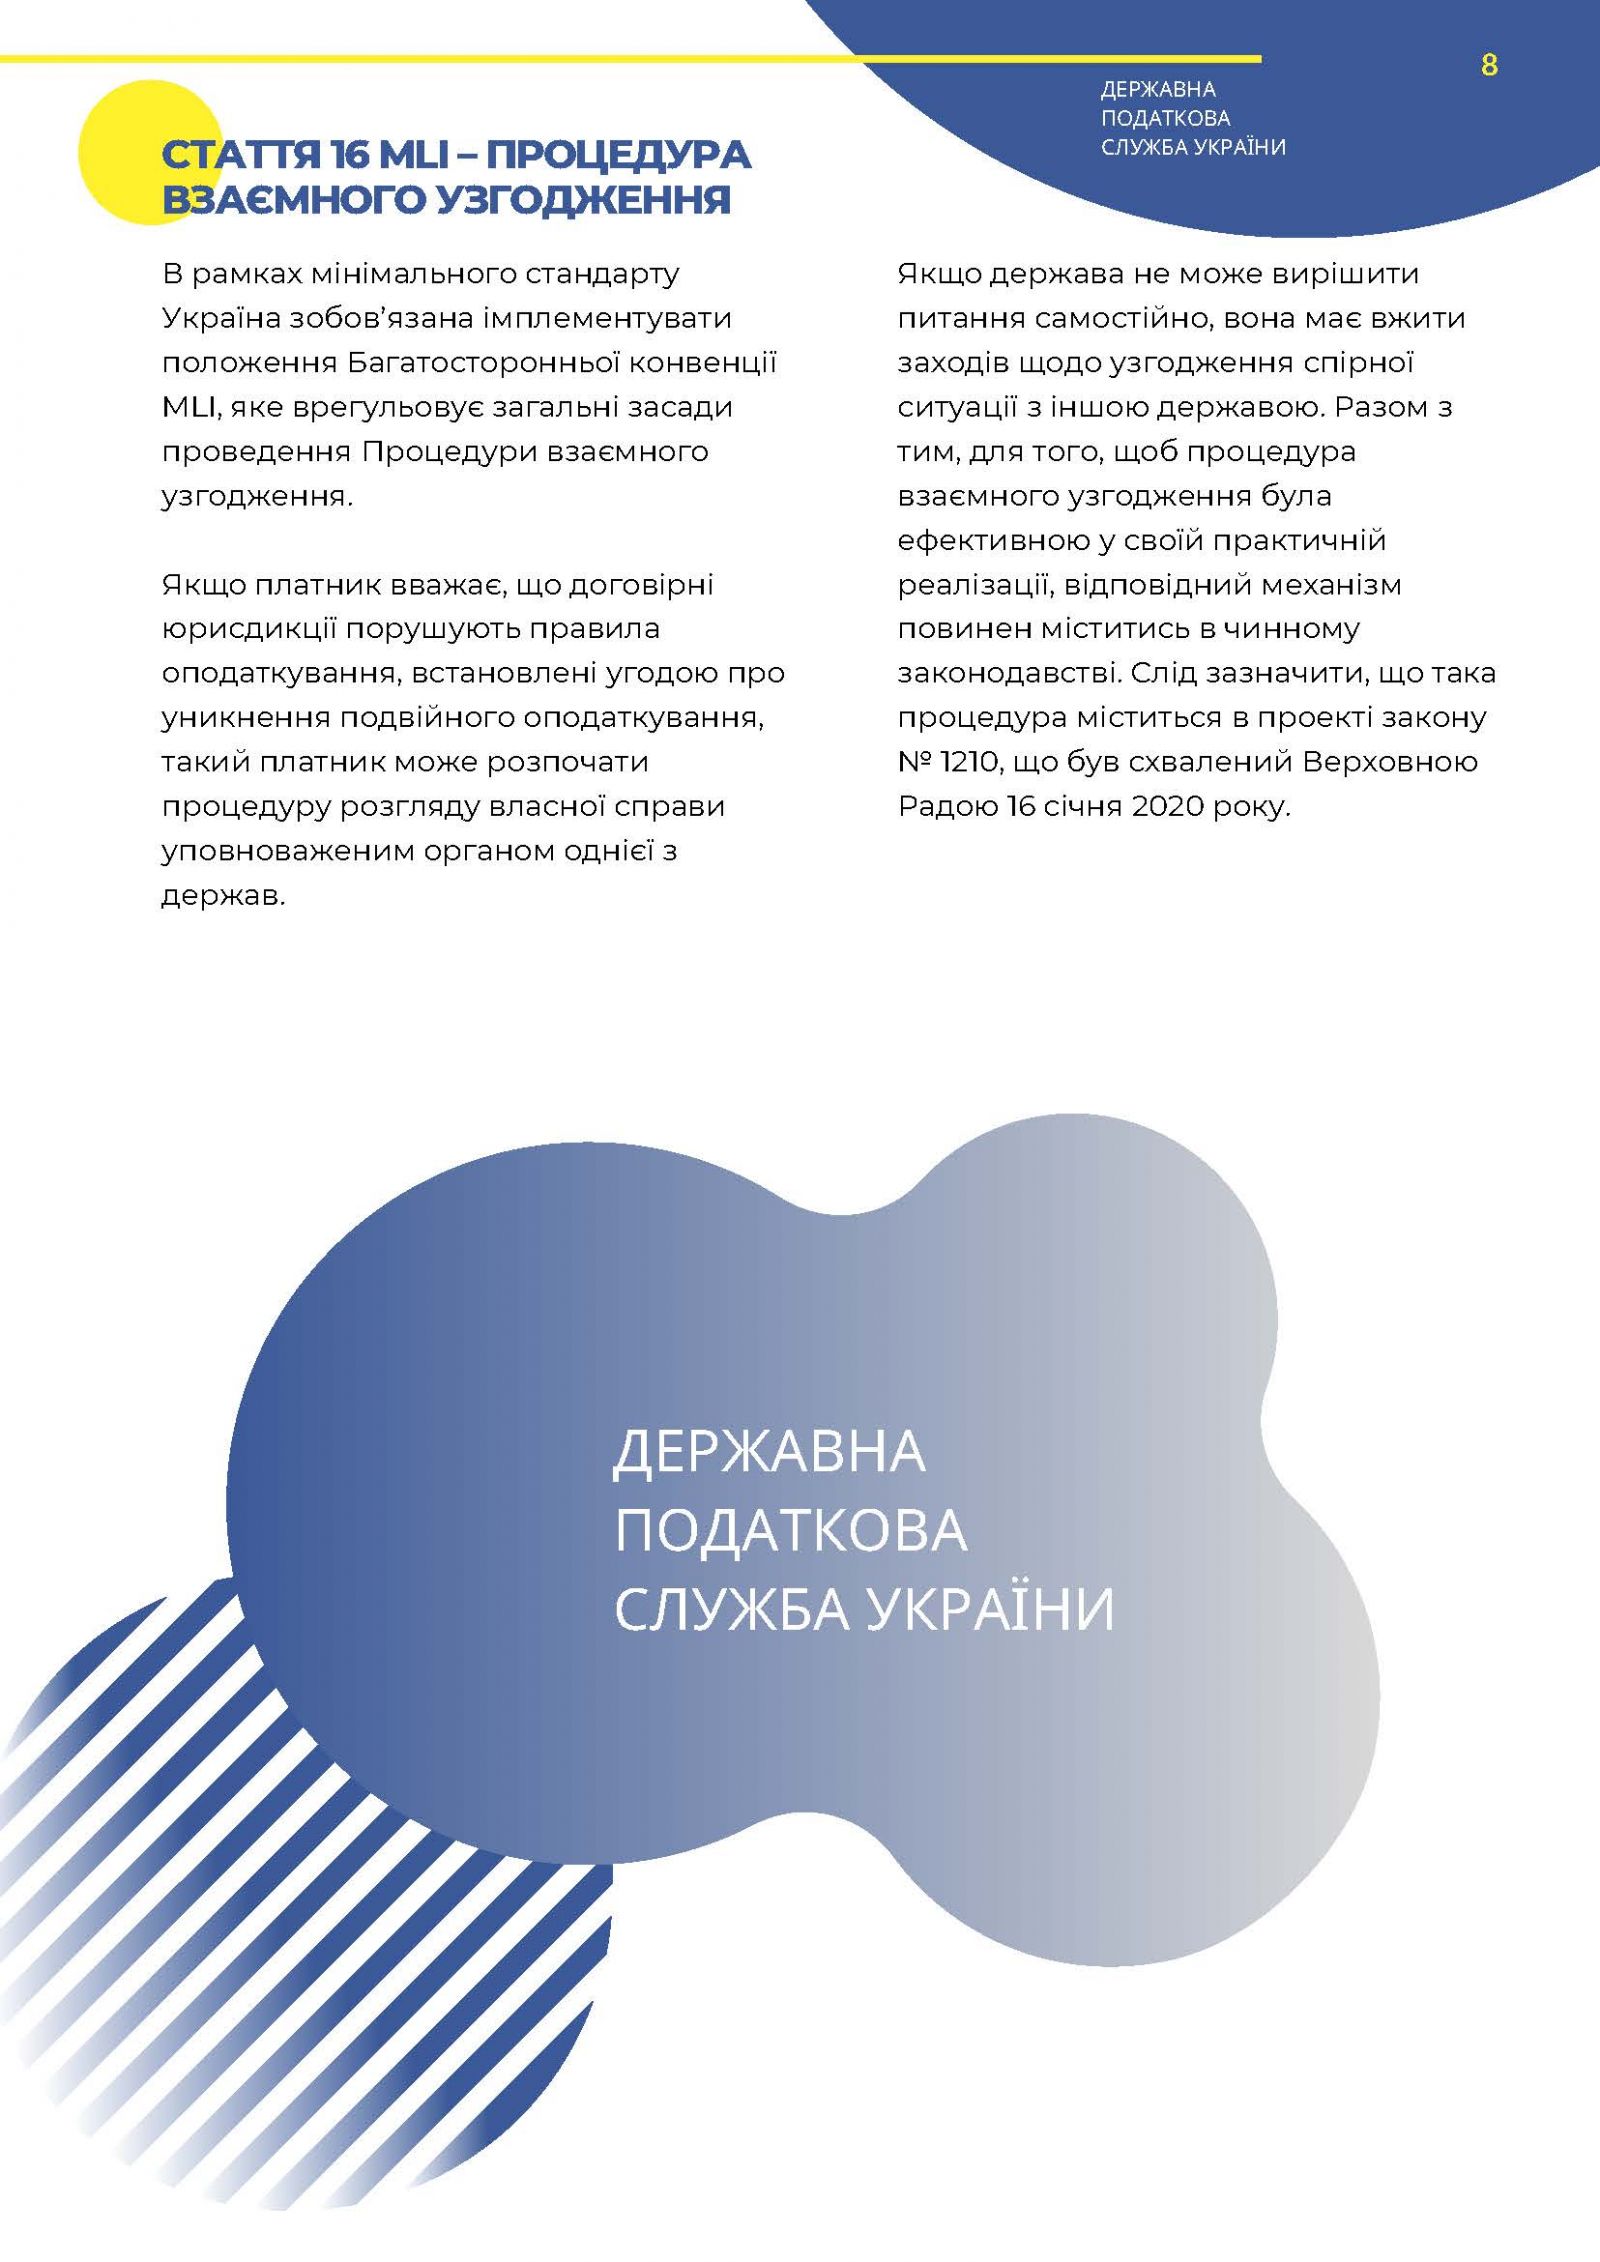 8
ДЕРЖАВНА
ПОДАТКОВА
СЛУЖБА УКРАЇНИ
СТАТТЯ 16 MLI – ПРОЦЕДУРА
ВЗАЄМНОГО УЗГОДЖЕННЯ
В рамках мінімального стандарту
Україна зобов’язана імплементувати
положення Багатосторонньої конвенції
MLI, яке врегульовує загальні засади
проведення Процедури взаємного
узгодження.
Якщо платник вважає, що договірні
юрисдикції порушують правила
оподаткування, встановлені угодою про
уникнення подвійного оподаткування,
такий платник може розпочати
процедуру розгляду власної справи
уповноваженим органом однієї з
держав.
Якщо держава не може вирішити
питання самостійно, вона має вжити
заходів щодо узгодження спірної
ситуації з іншою державою. Разом з
тим, для того, щоб процедура
взаємного узгодження була
ефективною у своїй практичній
реалізації, відповідний механізм
повинен міститись в чинному
законодавстві. Слід зазначити, що така
процедура міститься в проекті закону
№ 1210, що був схвалений Верховною
Радою 16 січня 2020 року.
ДЕРЖАВНА
ПОДАТКОВА
СЛУЖБА УКРАЇНИ